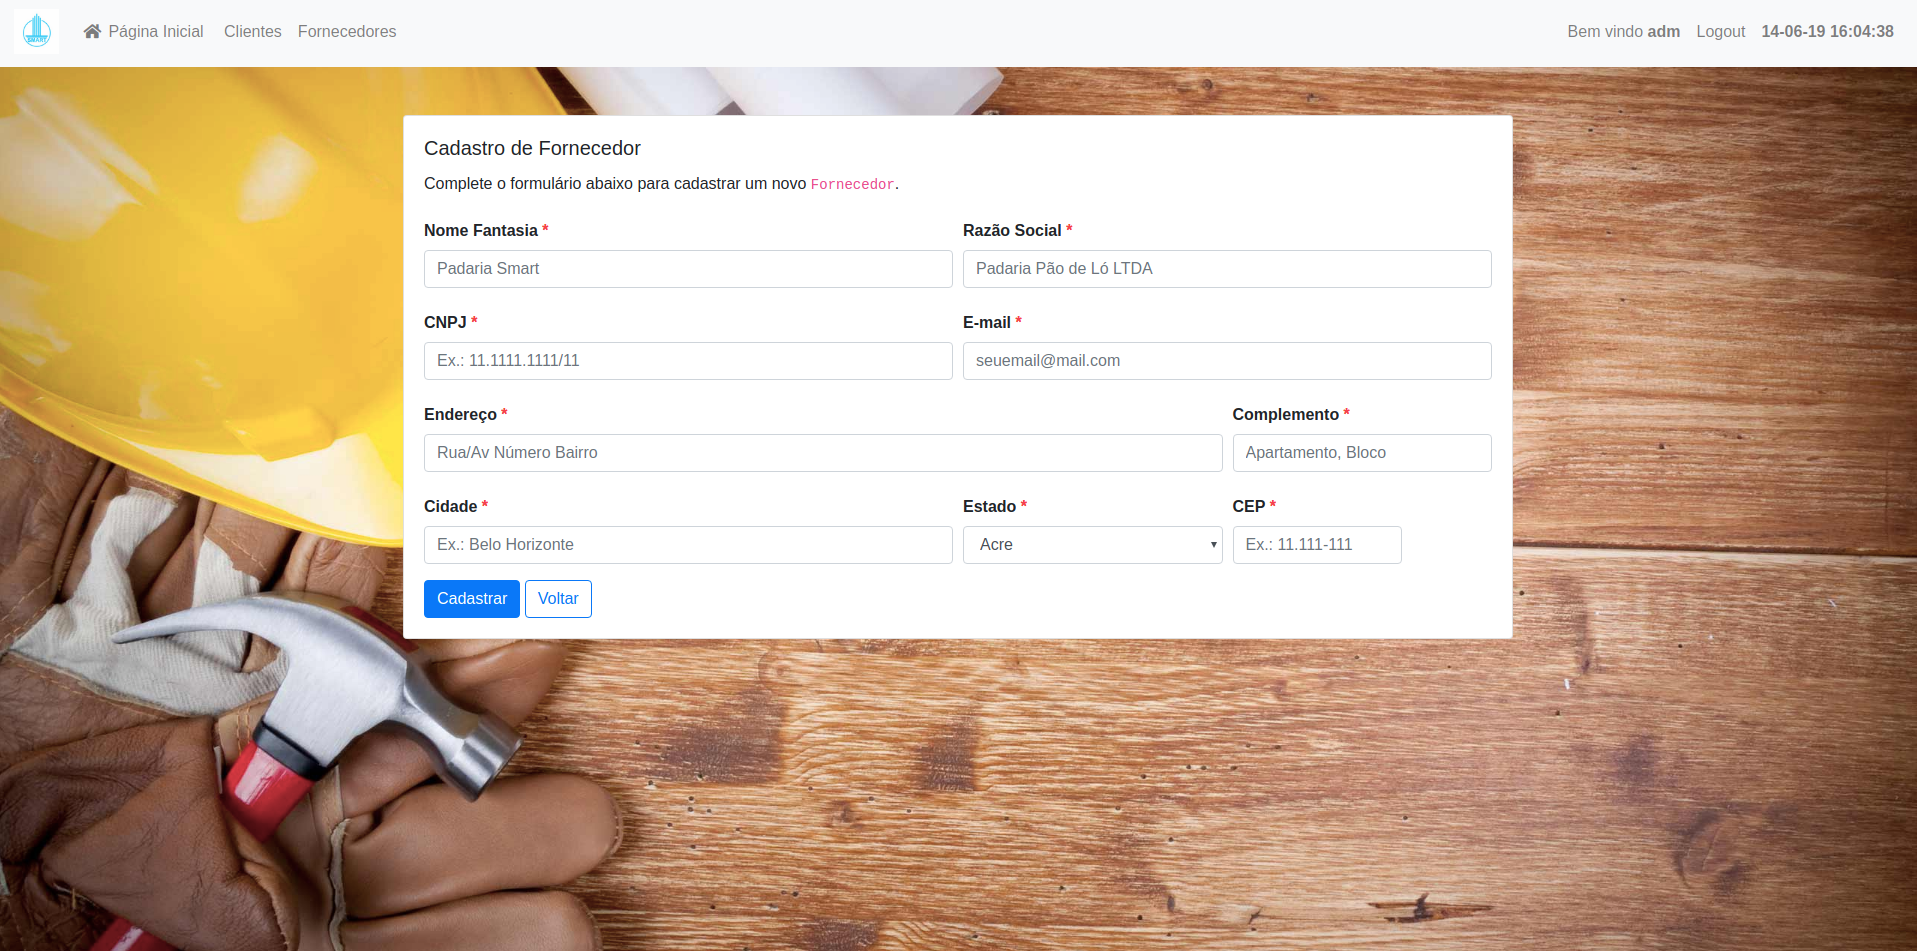 SMART
Página Inicial Clientes Fornecedores Bem vindo adm Logout 14-06-19 16:04:38
Cadastro de Fornecedor
Complete o formulário abaixo para cadastrar um novo Fornecedor.
Nome Fantasia * Razão Social *
Padaria Smart Padaria Pão de Ló LTDA
CNPJ * E-mail *
Ex.: 11.1111.1111/11 seuemail@mail.com
Endereço * Complemento *
Rua/Av Número Bairro Apartamento, Bloco
Cidade * Estado * CEP *
Ex.: Belo Horizonte Acre Ex.: 11.111-111
Cadastrar Voltar